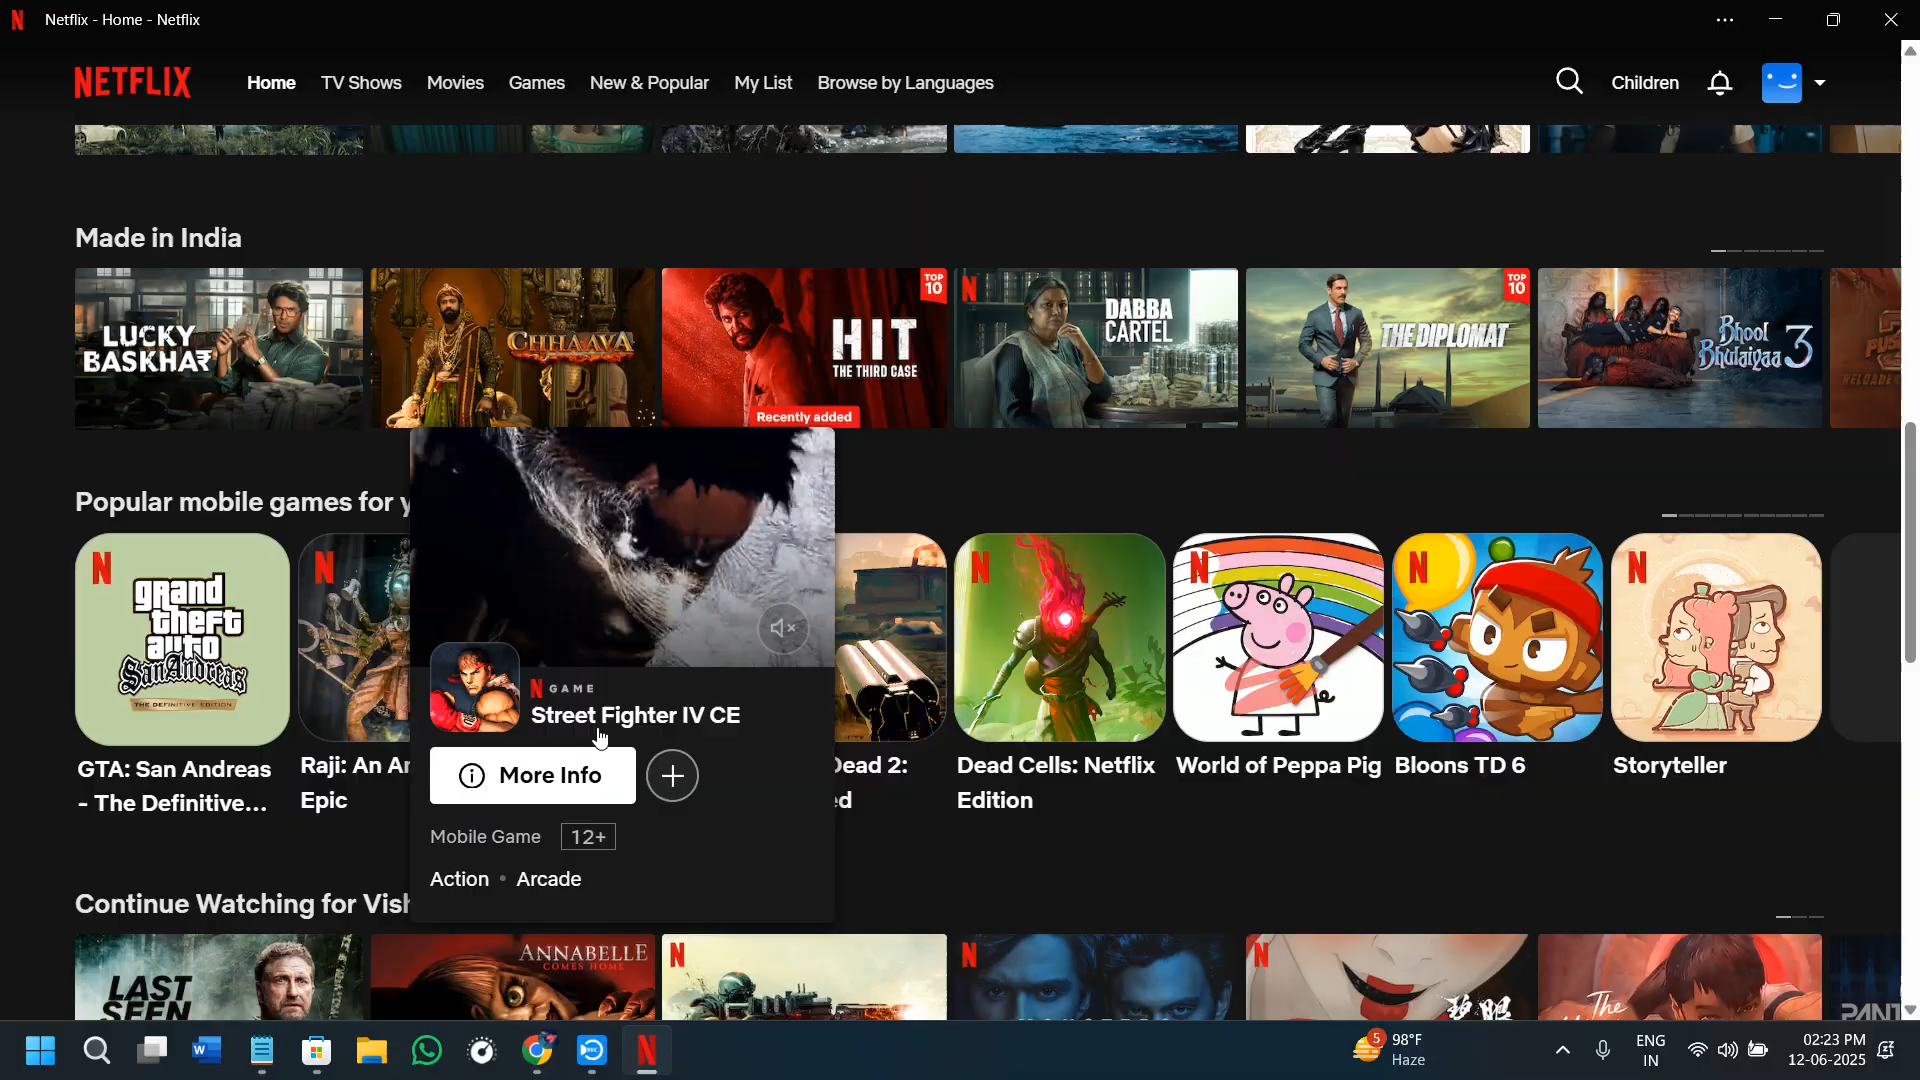 Netflix - Home - Netflix
NETFLIX Home TV Shows Movies Games New & Popular My List Browse by Languages Children
Made in India
LUCKY
BASKHA₹
CHHAAVA
TOP
10
HIT
THE THIRD CASE
Recently added
DABBA
CARTEL
TOP
10
THE DIPLOMAT
Bhool
Bhulaiyaa 3
Popular mobile games for
grand
theft
auto
San Andreas
THE DEFINITIVE EDITION
GTA: San Andreas
- The Definitive...
Raji: An
Epic
N GAME
Street Fighter IV CE
More Info
Mobile Game 12+
Action • Arcade
Dead 2:
Dead Cells: Netflix
Edition
World of Peppa Pig
Bloons TD 6
Storyteller
Continue Watching for
LAST
SEEN
ANNABELLE
COMES HOME
The
5
98°F
Haze
ENG
IN
02:23 PM
12-06-2025